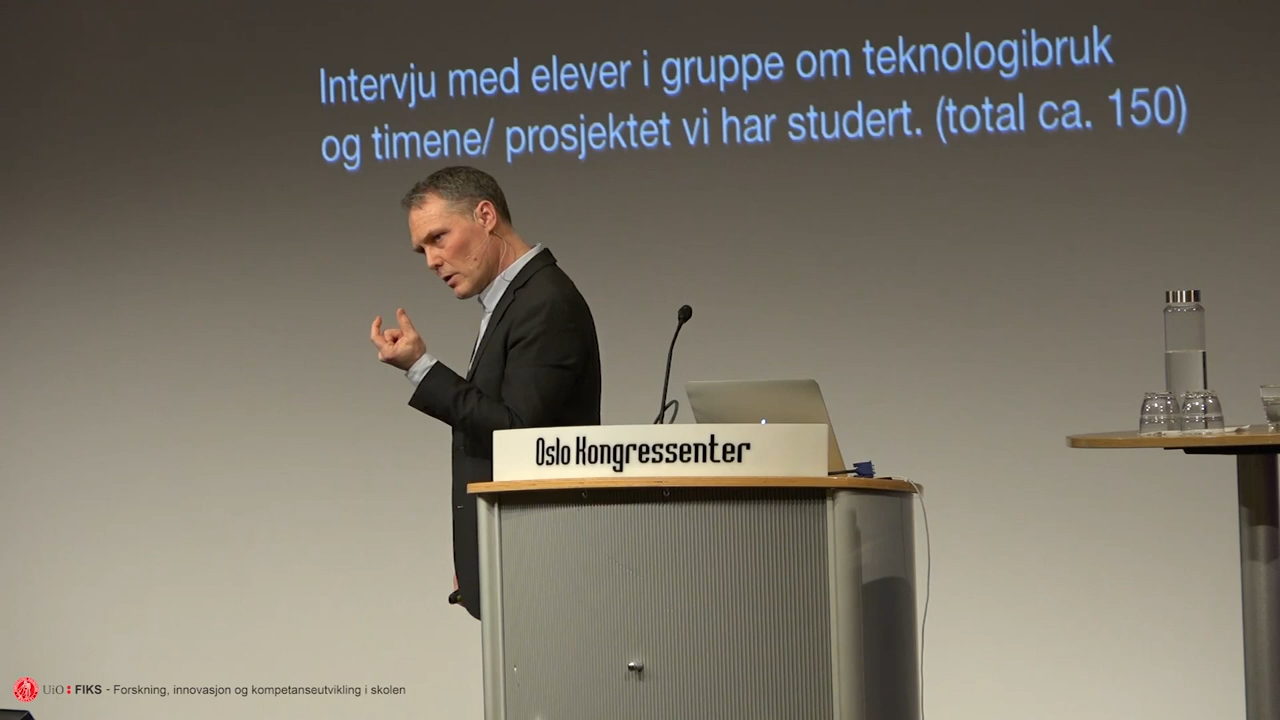 Intervju med elever i gruppe om teknologibruk
og timene/ prosjektet vi har studert. (total ca. 150)
Oslo Kongressenter
UiO : FIKS - Forskning, innovasjon og kompetanseutvikling i skolen